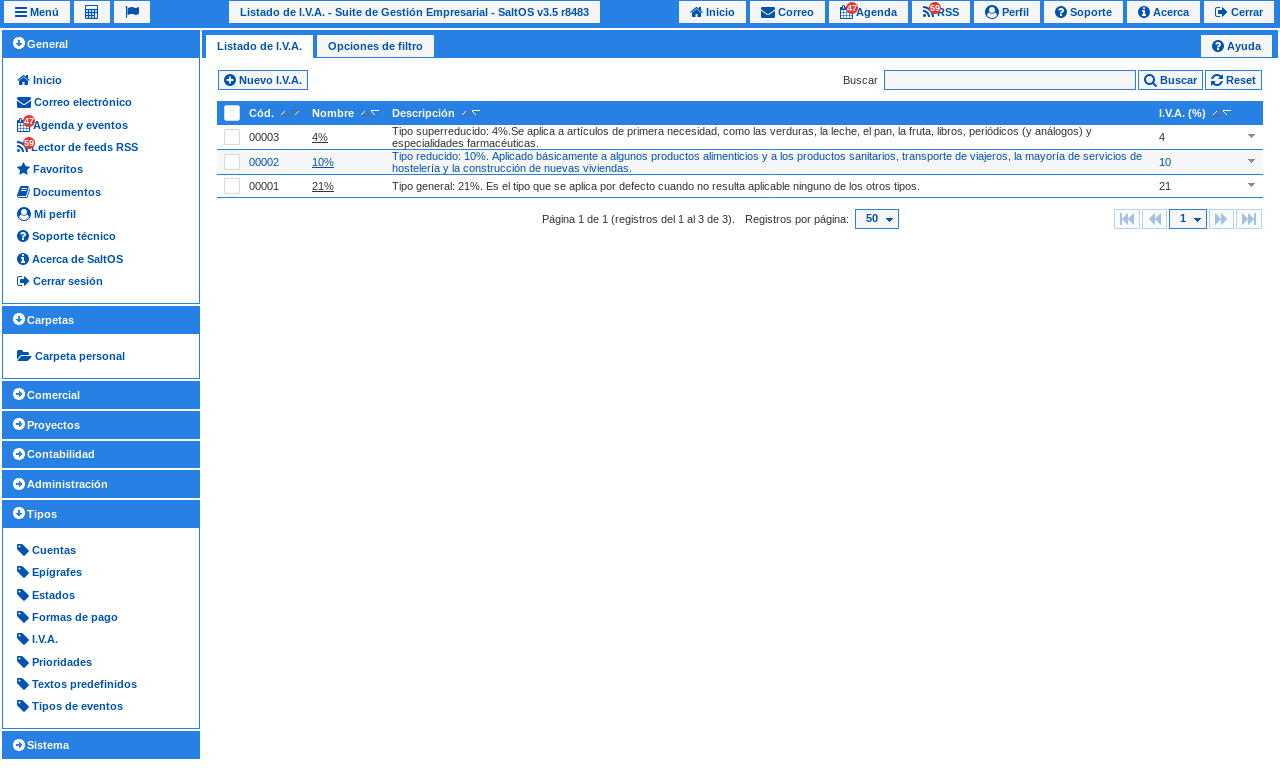 Menú
Listado de I.V.A. - Suite de Gestión Empresarial - SaltOS v3.5 r8483
Inicio
Correo
47
Agenda
59
RSS
Perfil
Soporte
Acerca
Cerrar
General
Inicio
Correo electrónico
47
Agenda y eventos
59
Lector de feeds RSS
Favoritos
Documentos
Mi perfil
Soporte técnico
Acerca de SaltOS
Cerrar sesión
Carpetas
Carpeta personal
Comercial
Proyectos
Contabilidad
Administración
Tipos
Cuentas
Epígrafes
Estados
Formas de pago
I.V.A.
Prioridades
Textos predefinidos
Tipos de eventos
Sistema
Listado de I.V.A.
Opciones de filtro
Ayuda
Nuevo I.V.A.
Buscar
Buscar
Reset
Cód. Nombre Descripción I.V.A. (%)
00003 4% Tipo superreducido: 4%.Se aplica a artículos de primera necesidad, como las verduras, la leche, el pan, la fruta, libros, periódicos (y análogos) y 4
especialidades farmacéuticas.
00002 10% Tipo reducido: 10%. Aplicado básicamente a algunos productos alimenticios y a los productos sanitarios, transporte de viajeros, la mayoría de servicios de 10
hostelería y la construcción de nuevas viviendas.
00001 21% Tipo general: 21%. Es el tipo que se aplica por defecto cuando no resulta aplicable ninguno de los otros tipos. 21
Página 1 de 1 (registros del 1 al 3 de 3). Registros por página: 50 1